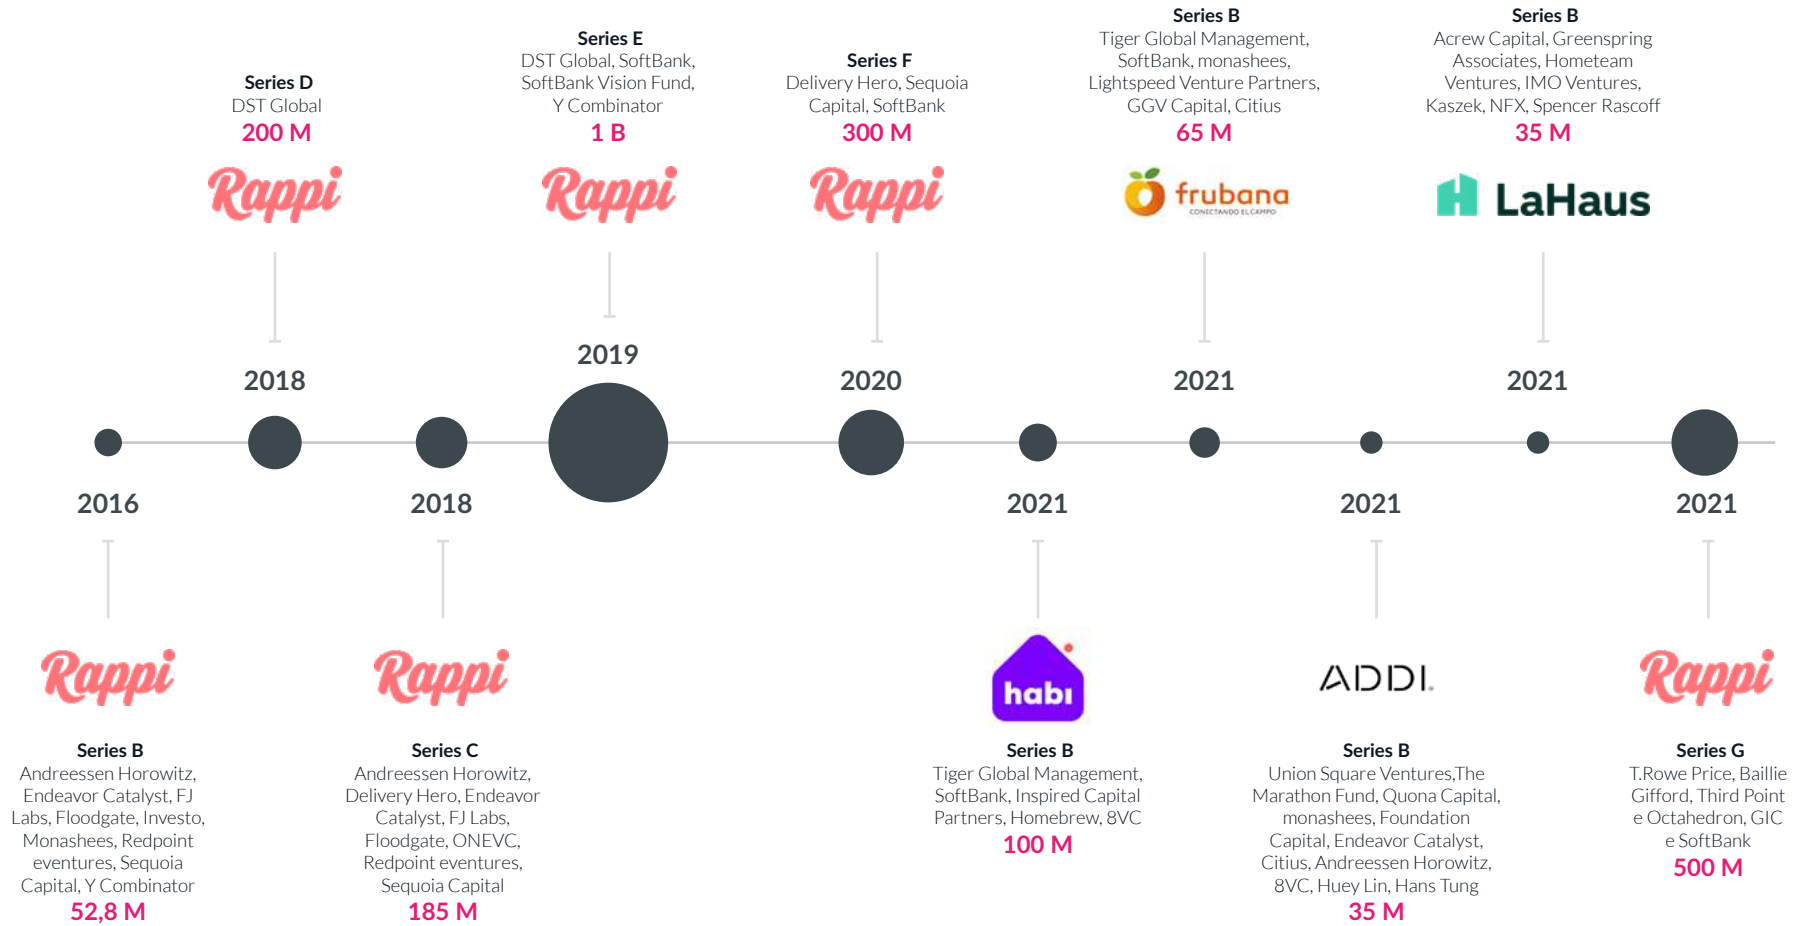 Series D
DST Global
200 M
Rappi
Series E
DST Global, SoftBank,
SoftBank Vision Fund,
Y Combinator
1 B
Rappi
Series F
Delivery Hero, Sequoia
Capital, SoftBank
300 M
Rappi
Series B
Tiger Global Management,
SoftBank, monashees,
Lightspeed Venture Partners,
GGV Capital, Citius
65 M
frubana
CONECTANDO EL CAMPO
Series B
Acrew Capital, Greenspring
Associates, Hometeam
Ventures, IMO Ventures,
Kaszek, NFX, Spencer Rascoff
35 M
LaHaus
2018
2019
2020
2021
2021
2016
2018
2021
2021
2021
Rappi
Series B
Andreessen Horowitz,
Endeavor Catalyst, FJ
Labs, Floodgate, Investo,
Monashees, Redpoint
eventures, Sequoia
Capital, Y Combinator
52,8 M
Rappi
Series C
Andreessen Horowitz,
Delivery Hero, Endeavor
Catalyst, FJ Labs,
Floodgate, ONEVC,
Redpoint eventures,
Sequoia Capital
185 M
habi
Series B
Tiger Global Management,
SoftBank, Inspired Capital
Partners, Homebrew, 8VC
100 M
ADDI
Series B
Union Square Ventures,The
Marathon Fund, Quona Capital,
monashees, Foundation
Capital, Endeavor Catalyst,
Citius, Andreessen Horowitz,
8VC, Huey Lin, Hans Tung
35 M
Rappi
Series G
T.Rowe Price, Baillie
Gifford, Third Point
e Octahedron, GIC
e SoftBank
500 M